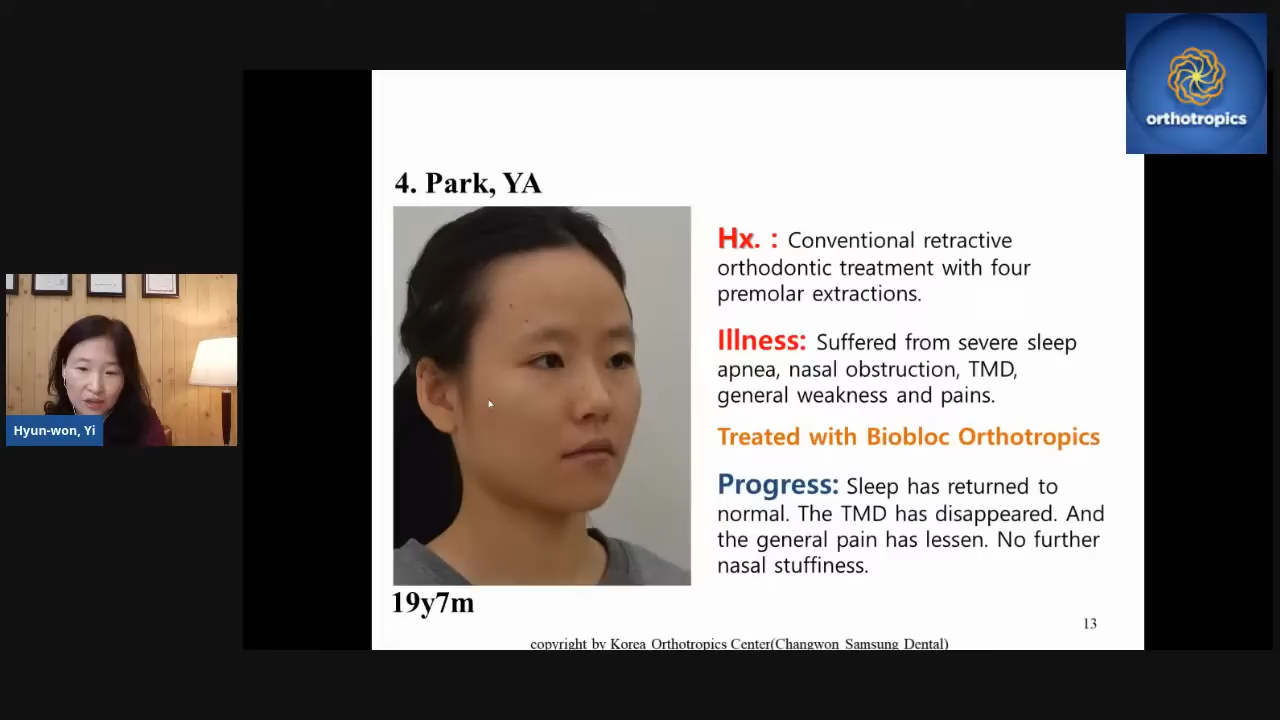 orthotropics
4. Park, YA
Hx. : Conventional retractive
orthodontic treatment with four
premolar extractions.
Illness: Suffered from severe sleep
apnea, nasal obstruction, TMD,
general weakness and pains.
Treated with Biobloc Orthotropics
Progress: Sleep has returned to
normal. The TMD has disappeared. And
the general pain has lessen. No further
nasal stuffiness.
19y7m
13
copyright by Korea Orthotropics Center(Changwon Samsung Dental)
Hyun-won, Yi